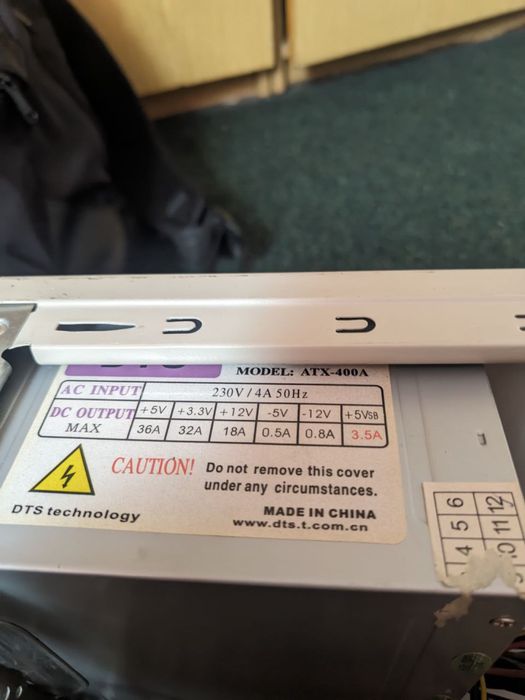 MODEL: ATX-400A
AC INPUT 230V / 4A 50Hz
DC OUTPUT +5V +3.3V +12V -5V -12V +5VSB
MAX 36A 32A 18A 0.5A 0.8A 3.5A
CAUTION! Do not remove this cover
under any circumstances.
DTS technology
MADE IN CHINA
www.dts.t.com.cn
4 5 6
10 11 12